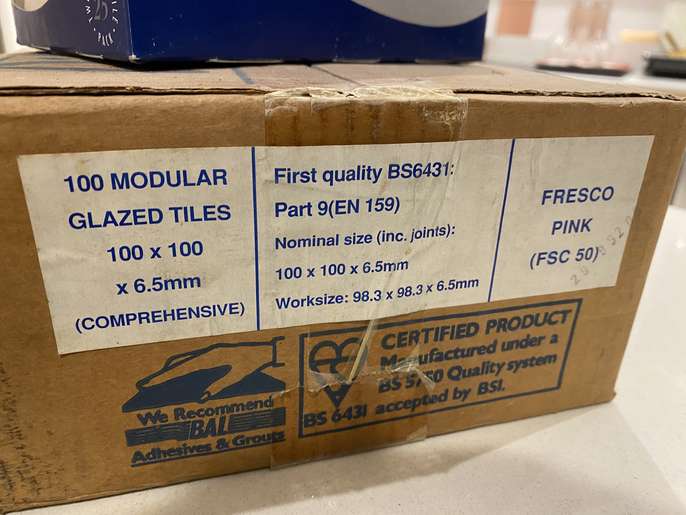 100 MODULAR
GLAZED TILES
100 x 100
x 6.5mm
(COMPREHENSIVE)
First quality BS6431:
Part 9(EN 159)
Nominal size (inc. joints):
100 x 100 x 6.5mm
Worksize: 98.3 x 98.3 x 6.5mm
FRESCO
PINK
(FSC 50)
We Recommend
BAL
Adhesives & Grouts
BS 6431
CERTIFIED PRODUCT
Manufactured under a
BS 5750 Quality system
accepted by BSI.